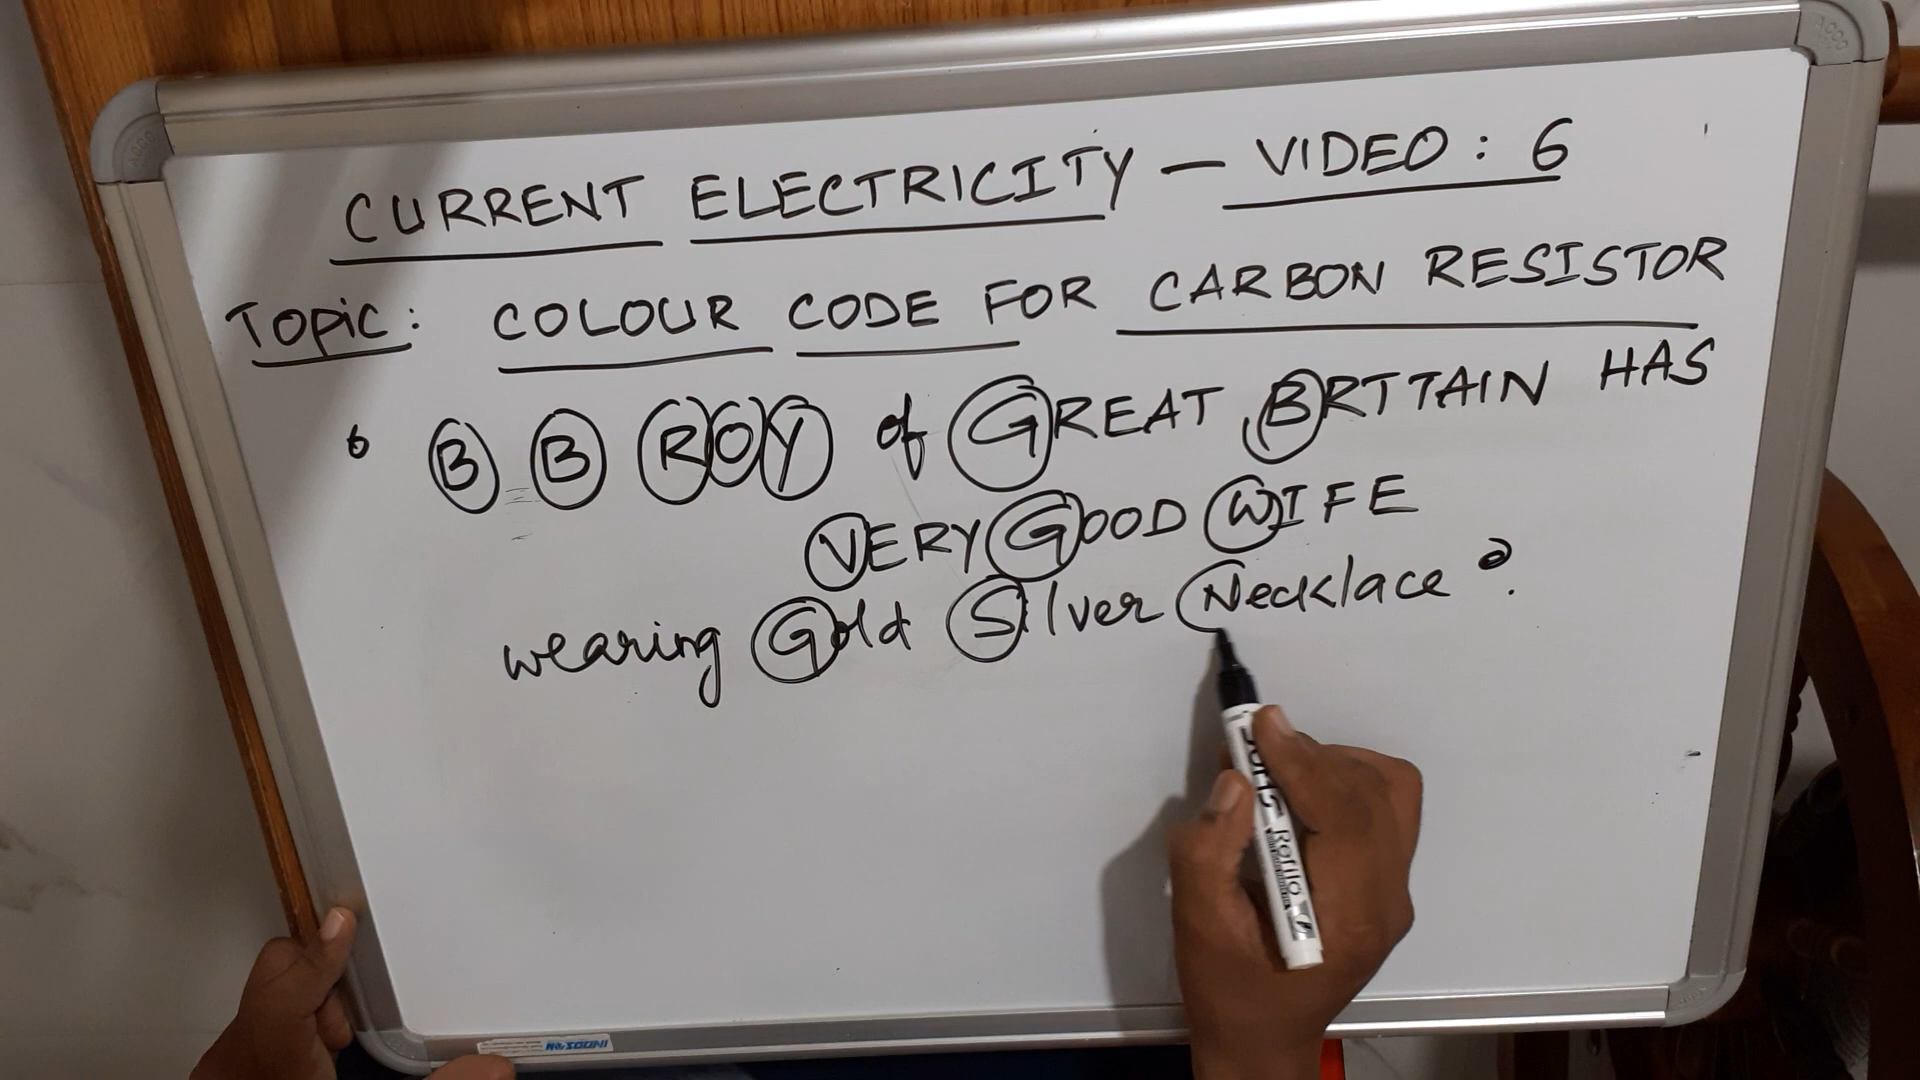 CURRENT ELECTRICITY — VIDEO : 6
Topic : COLOUR CODE FOR CARBON RESISTOR
B B ROY of GREAT BRTTAIN HAS
VERY GOOD WIFE
wearing Gold Silver Necklace